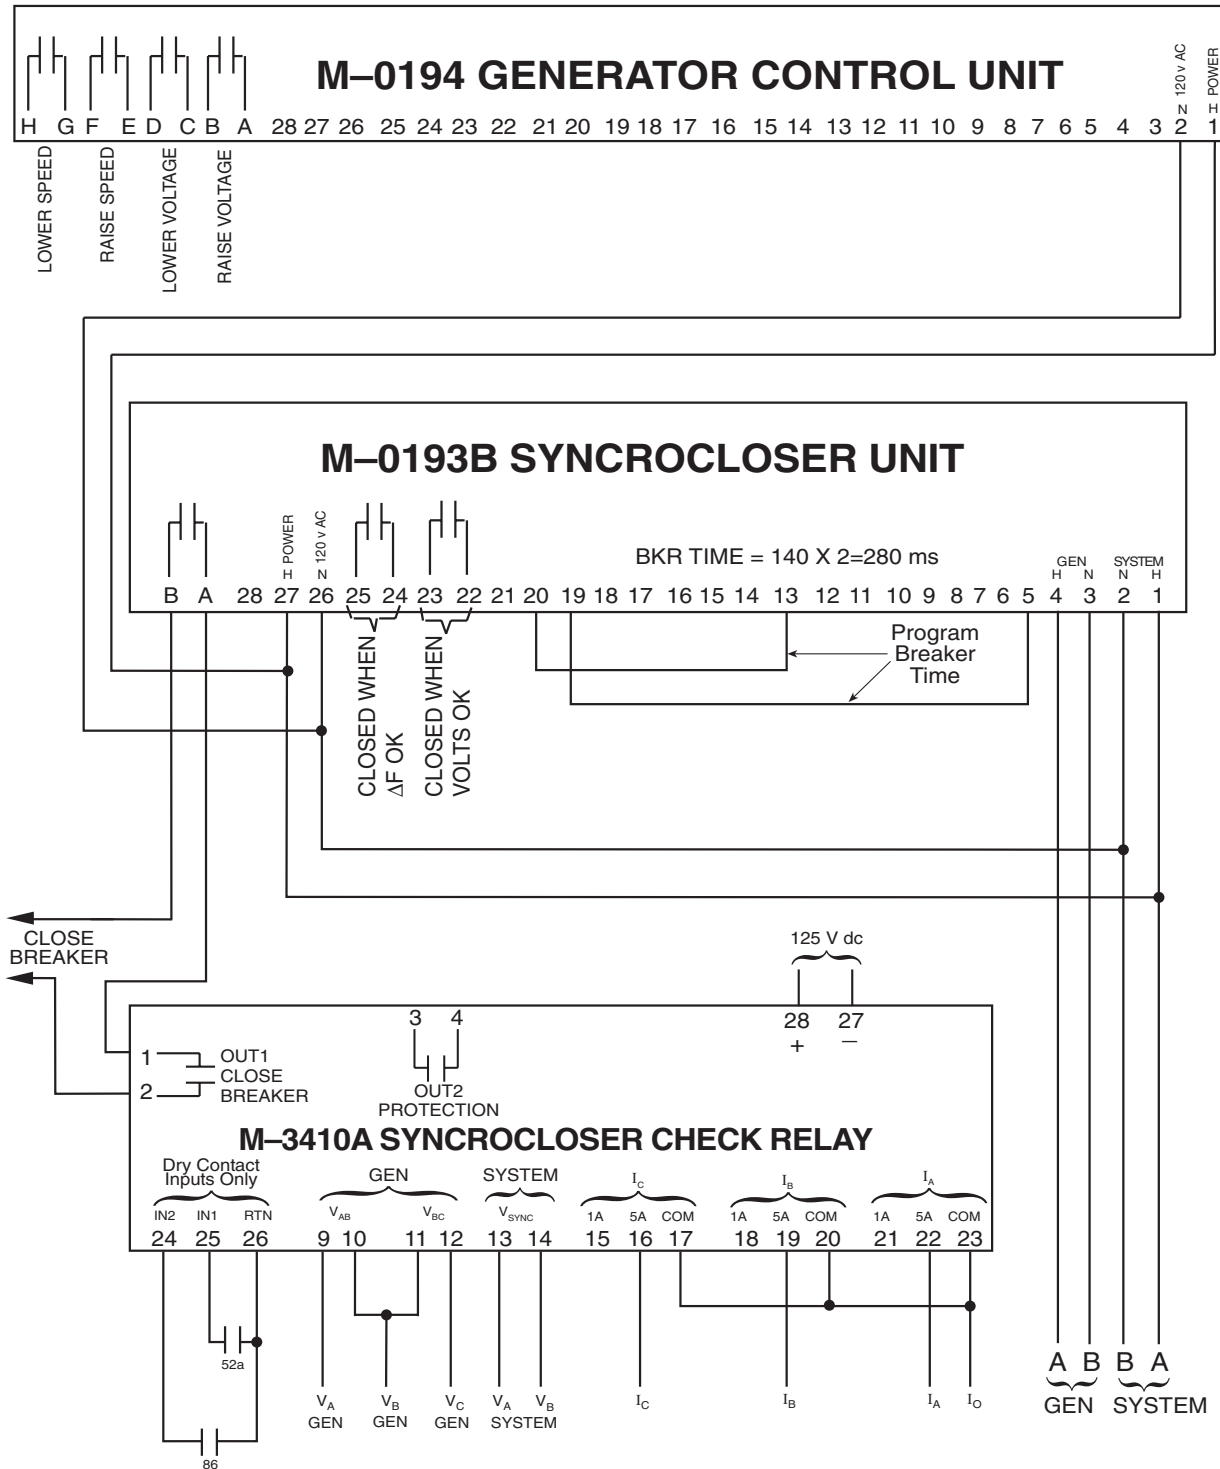 M–0194 GENERATOR CONTROL UNIT
N 120 v AC
H POWER
H G F E D C B A 28 27 26 25 24 23 22 21 20 19 18 17 16 15 14 13 12 11 10 9 8 7 6 5 4 3 2 1
LOWER SPEED
RAISE SPEED
LOWER VOLTAGE
RAISE VOLTAGE
M–0193B SYNCROCLOSER UNIT
H POWER
N 120 v AC
BKR TIME = 140 X 2=280 ms
GEN SYSTEM
H N N H
B A 28 27 26 25 24 23 22 21 20 19 18 17 16 15 14 13 12 11 10 9 8 7 6 5 4 3 2 1
CLOSED WHEN
ΔF OK
CLOSED WHEN
VOLTS OK
Program
Breaker
Time
CLOSE
BREAKER
125 V dc
3 4
28 27
+ –
1
2
OUT1
CLOSE
BREAKER
OUT2
PROTECTION
M–3410A SYNCROCLOSER CHECK RELAY
Dry Contact
Inputs Only
GEN
SYSTEM
IC
IB
IA
IN2 IN1 RTN
VAB VBC
VSYNC
1A 5A COM
1A 5A COM
1A 5A COM
24 25 26 9 10 11 12 13 14 15 16 17 18 19 20 21 22 23
52a
86
VA
GEN
VB
GEN
VC
GEN
VA VB
SYSTEM
IC
IB
IA
IO
A B B A
GEN SYSTEM